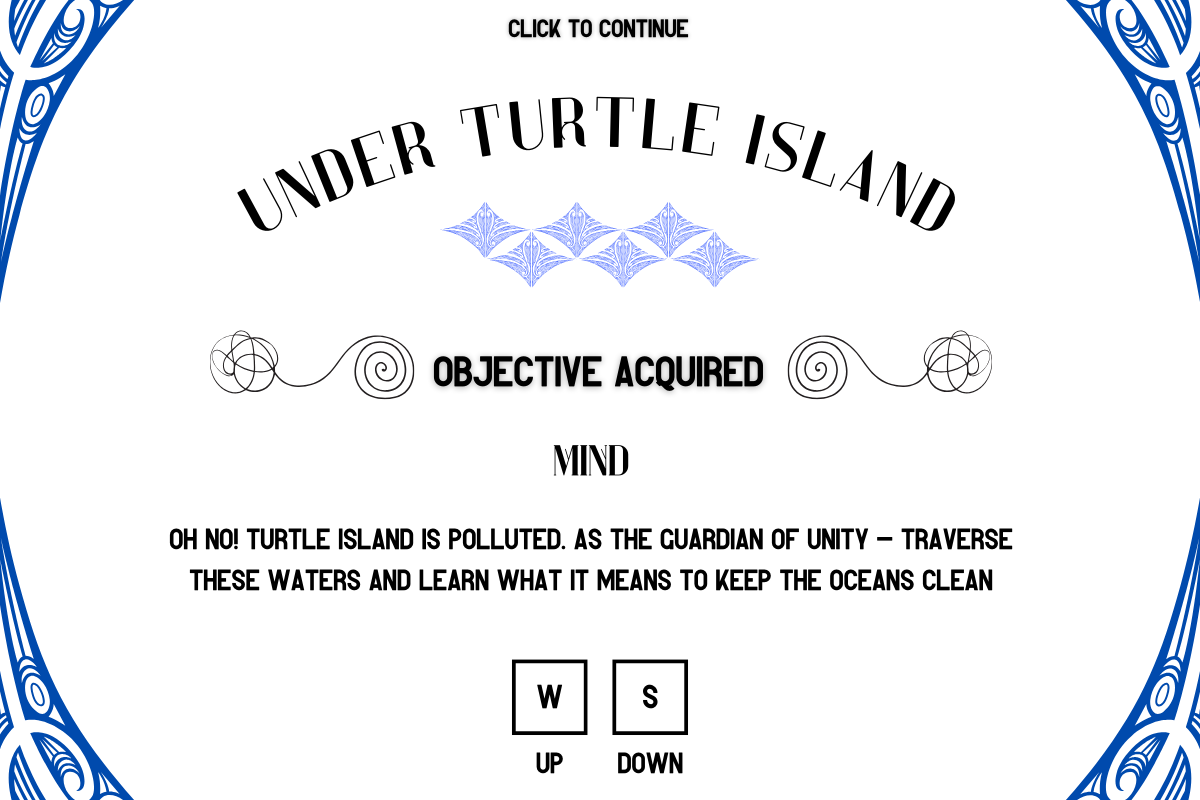 CLICK TO CONTINUE
UNDER TURTLE ISLAND
OBJECTIVE ACQUIRED
MIND
OH NO! TURTLE ISLAND IS POLLUTED. AS THE GUARDIAN OF UNITY – TRAVERSE
THESE WATERS AND LEARN WHAT IT MEANS TO KEEP THE OCEANS CLEAN
W S
UP DOWN